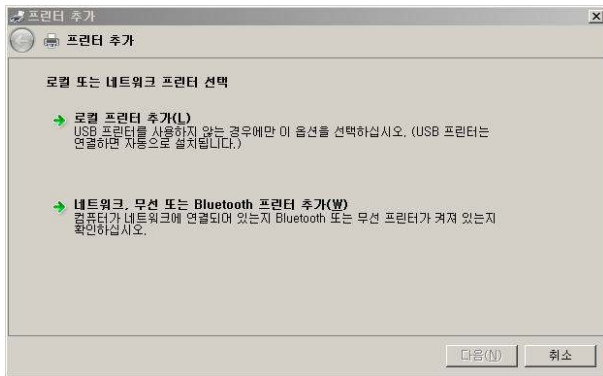 프린터 추가
프린터 추가
로컬 또는 네트워크 프린터 선택
로컬 프린터 추가(L)
USB 프린터를 사용하지 않는 경우에만 이 옵션을 선택하십시오. (USB 프린터는
연결하면 자동으로 설치됩니다.)
네트워크, 무선 또는 Bluetooth 프린터 추가(W)
컴퓨터가 네트워크에 연결되어 있는지 Bluetooth 또는 무선 프린터가 켜져 있는지
확인하십시오.
다음(N) 취소